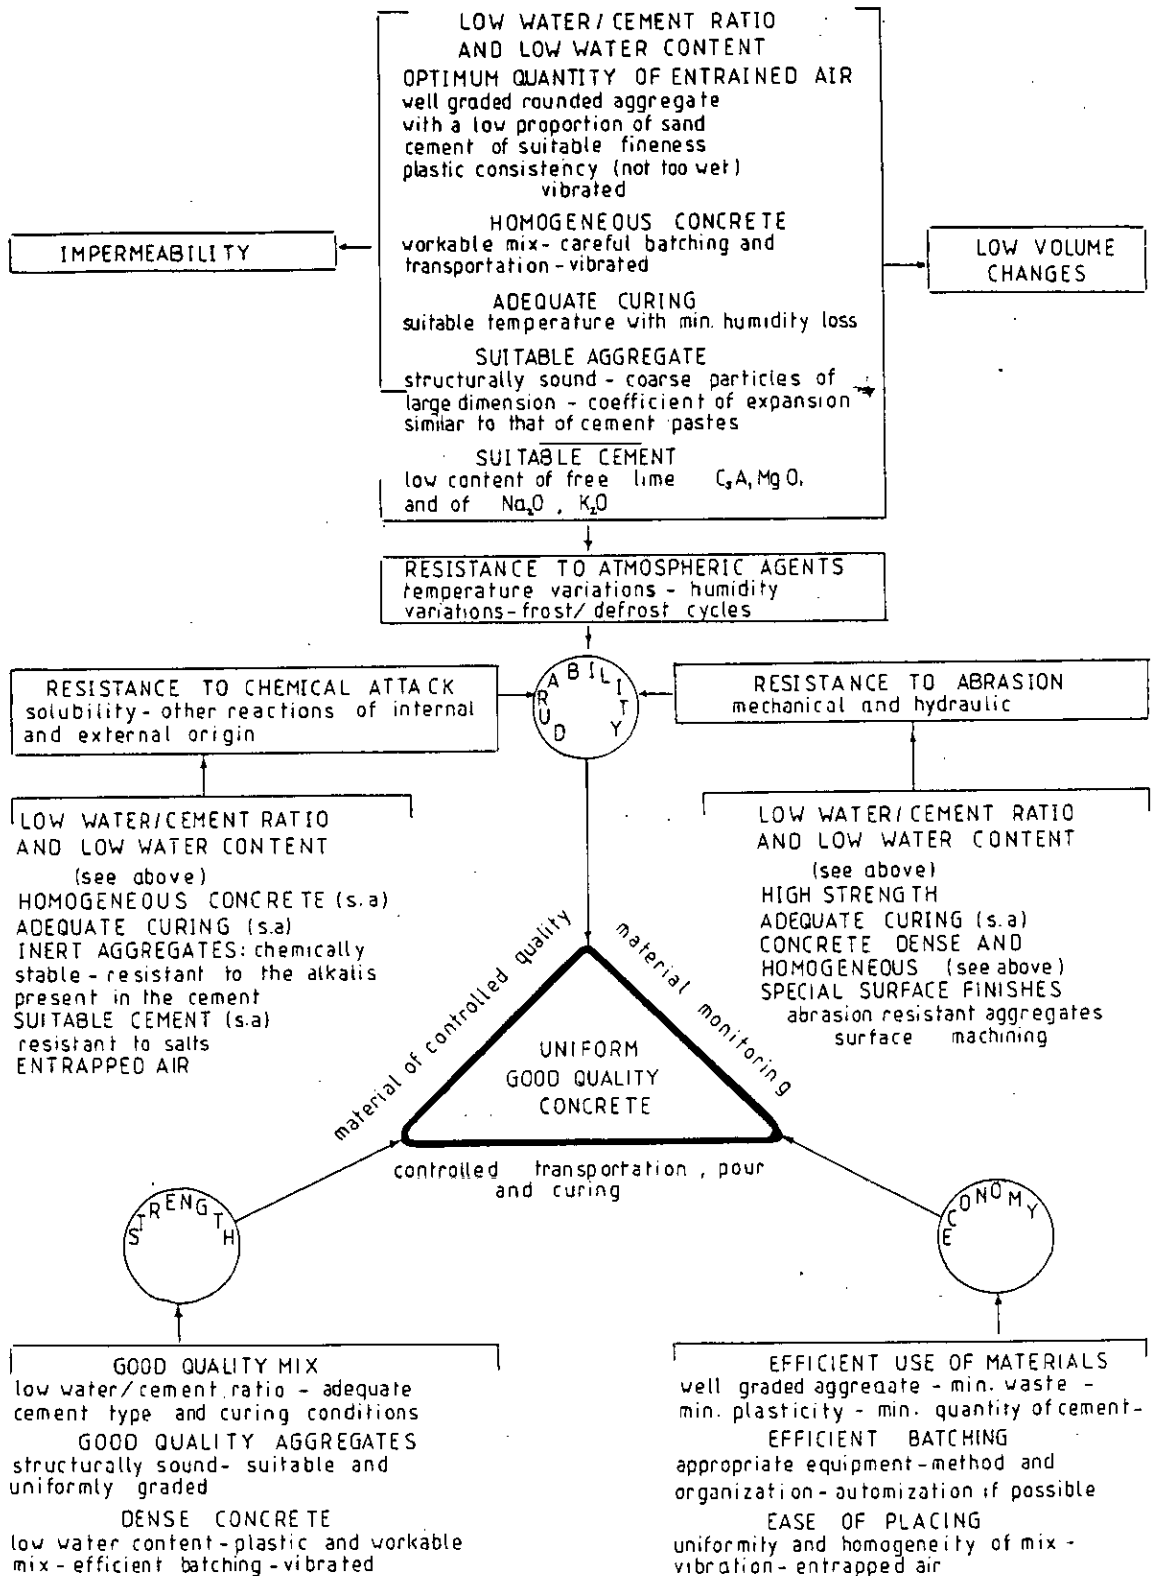 LOW WATER/CEMENT RATIO
AND LOW WATER CONTENT
OPTIMUM QUANTITY OF ENTRAINED AIR
well graded rounded aggregate
with a low proportion of sand
cement of suitable fineness
plastic consistency (not too wet)
vibrated
HOMOGENEOUS CONCRETE
workable mix- careful batching and
transportation - vibrated
IMPERMEABILITY
LOW VOLUME
CHANGES
ADEQUATE CURING
suitable temperature with min. humidity loss
SUITABLE AGGREGATE
structurally sound - coarse particles of
large dimension - coefficient of expansion
similar to that of cement pastes
SUITABLE CEMENT
low content of free lime C₃A, MgO,
and of Na₂O, K₂O
RESISTANCE TO ATMOSPHERIC AGENTS
temperature variations - humidity
variations-frost/defrost cycles
DURABILITY
RESISTANCE TO CHEMICAL ATTACK
solubility - other reactions of internal
and external origin
RESISTANCE TO ABRASION
mechanical and hydraulic
LOW WATER/CEMENT RATIO
AND LOW WATER CONTENT
(see above)
HOMOGENEOUS CONCRETE (s.a)
ADEQUATE CURING (s.a)
INERT AGGREGATES: chemically
stable - resistant to the alkalis
present in the cement
SUITABLE CEMENT (s.a)
resistant to salts
ENTRAPPED AIR
LOW WATER/CEMENT RATIO
AND LOW WATER CONTENT
(see above)
HIGH STRENGTH
ADEQUATE CURING (s.a)
CONCRETE DENSE AND
HOMOGENEOUS (see above)
SPECIAL SURFACE FINISHES
abrasion resistant aggregates
surface machining
material of controlled quality
material monitoring
UNIFORM
GOOD QUALITY
CONCRETE
controlled transportation, pour
and curing
STRENGTH
ECONOMY
GOOD QUALITY MIX
low water/cement ratio - adequate
cement type and curing conditions
GOOD QUALITY AGGREGATES
structurally sound- suitable and
uniformly graded
DENSE CONCRETE
low water content - plastic and workable
mix - efficient batching - vibrated
EFFICIENT USE OF MATERIALS
well graded aggregate - min. waste -
min. plasticity - min. quantity of cement-
EFFICIENT BATCHING
appropriate equipment-method and
organization - automization if possible
EASE OF PLACING
uniformity and homogeneity of mix -
vibration- entrapped air